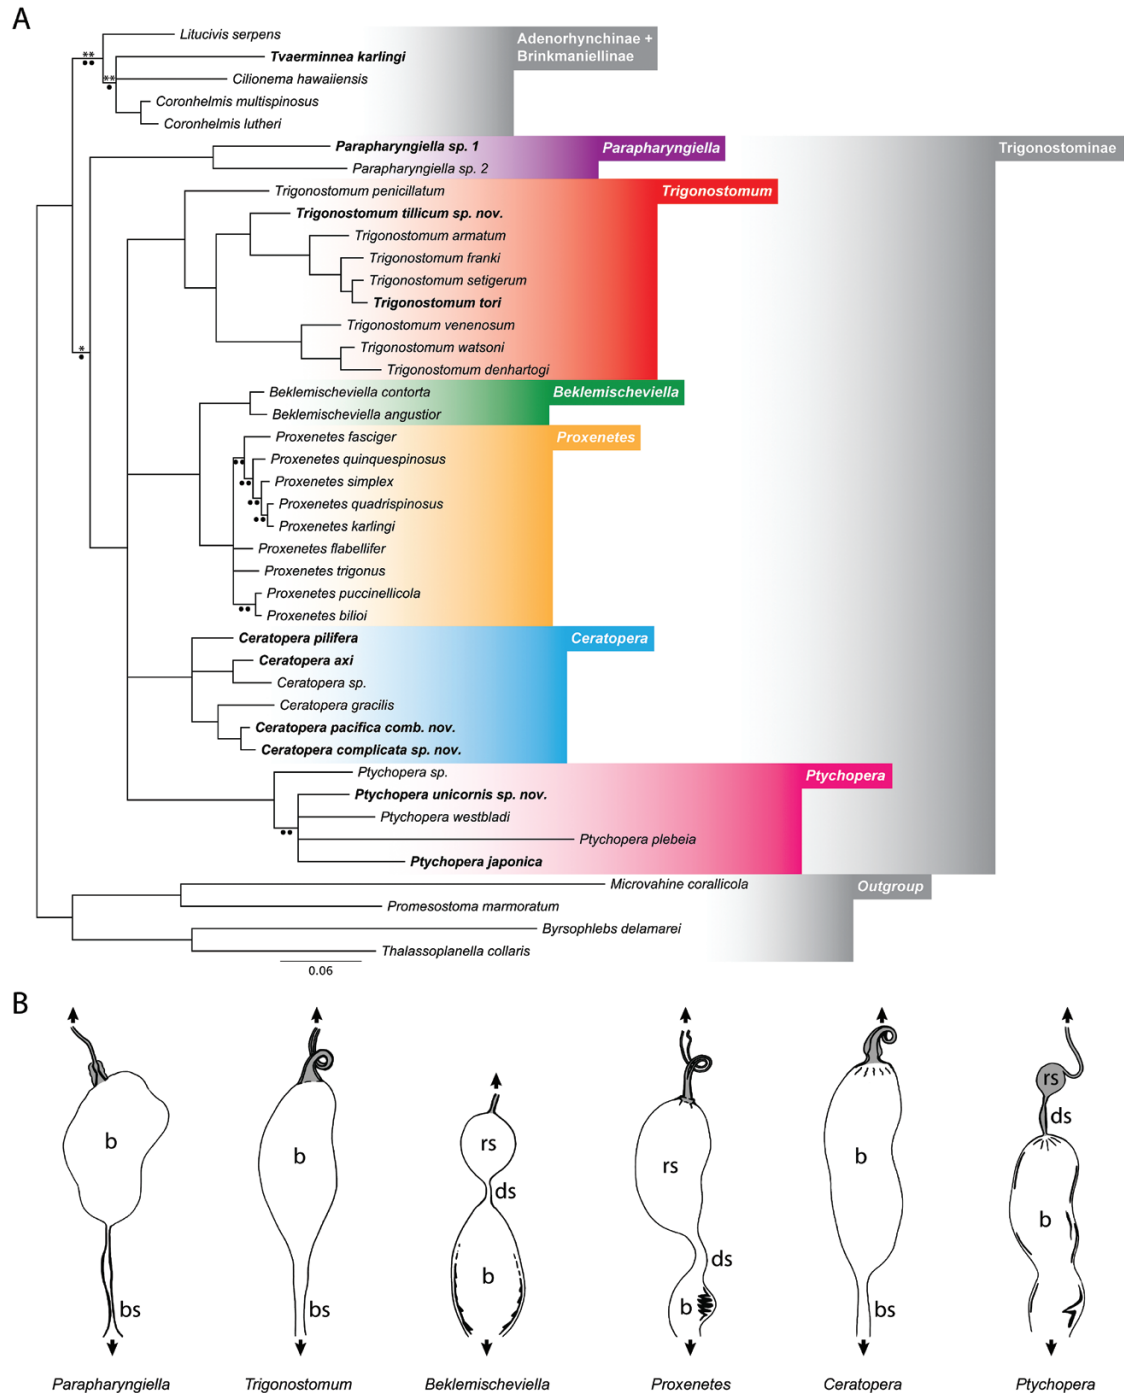 A
Litucivis serpens
Adenorhynchinae +
Brinkmaniellinae
Tvaerminnea karlingi
Cilionema hawaiiensis
Coronhelmis multispinosus
Coronhelmis lutheri
Parapharyngiella sp. 1
Parapharyngiella
Trigonostominae
Parapharyngiella sp. 2
Trigonostomum penicillatum
Trigonostomum
Trigonostomum tillicum sp. nov.
Trigonostomum armatum
Trigonostomum franki
Trigonostomum setigerum
Trigonostomum tori
Trigonostomum venenosum
Trigonostomum watsoni
Trigonostomum denhartogi
Beklemischeviella contorta
Beklemischeviella
Beklemischeviella angustior
Proxenetes fasciger
Proxenetes
Proxenetes quinquespinosus
Proxenetes simplex
Proxenetes quadrispinosus
Proxenetes karlingi
Proxenetes flabellifer
Proxenetes trigonus
Proxenetes puccinellicola
Proxenetes bilioi
Ceratopera pilifera
Ceratopera
Ceratopera axi
Ceratopera sp.
Ceratopera gracilis
Ceratopera pacifica comb. nov.
Ceratopera complicata sp. nov.
Ptychopera sp.
Ptychopera
Ptychopera unicornis sp. nov.
Ptychopera westbladi
Ptychopera plebeia
Ptychopera japonica
Microvahine corallicola
Outgroup
Promesostoma marmoratum
Byrsophlebs delamarei
Thalassoplanella collaris
0.06
B
b
bs
Parapharyngiella
b
bs
Trigonostomum
rs
ds
b
Beklemischeviella
rs
ds
b
Proxenetes
b
bs
Ceratopera
rs
ds
b
Ptychopera